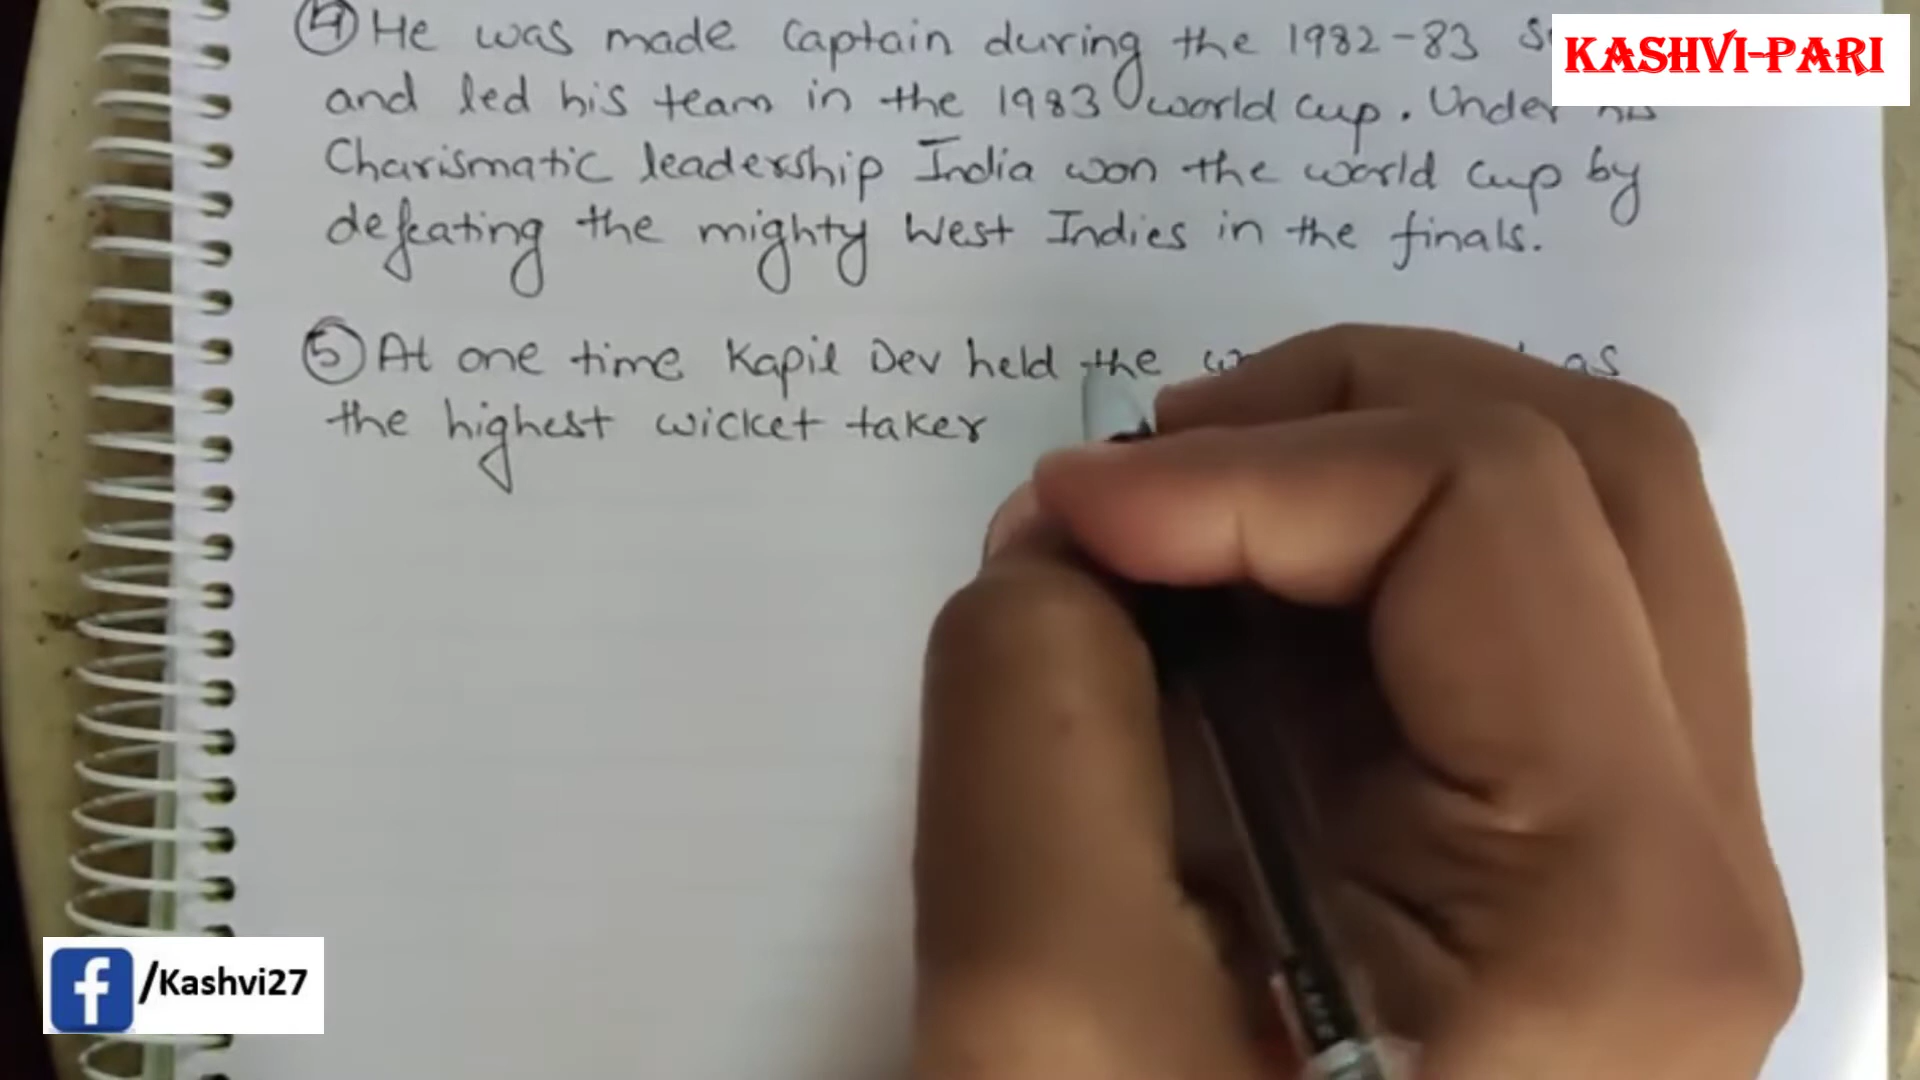 ④ He was made Captain during the 1982-83
KASHVI-PARI
and led his team in the 1983 world cup. Under his
Charismatic leadership India won the world cup by
defeating the mighty West Indies in the finals.
⑤ At one time Kapil Dev held the as
the highest wicket taker
/Kashvi27